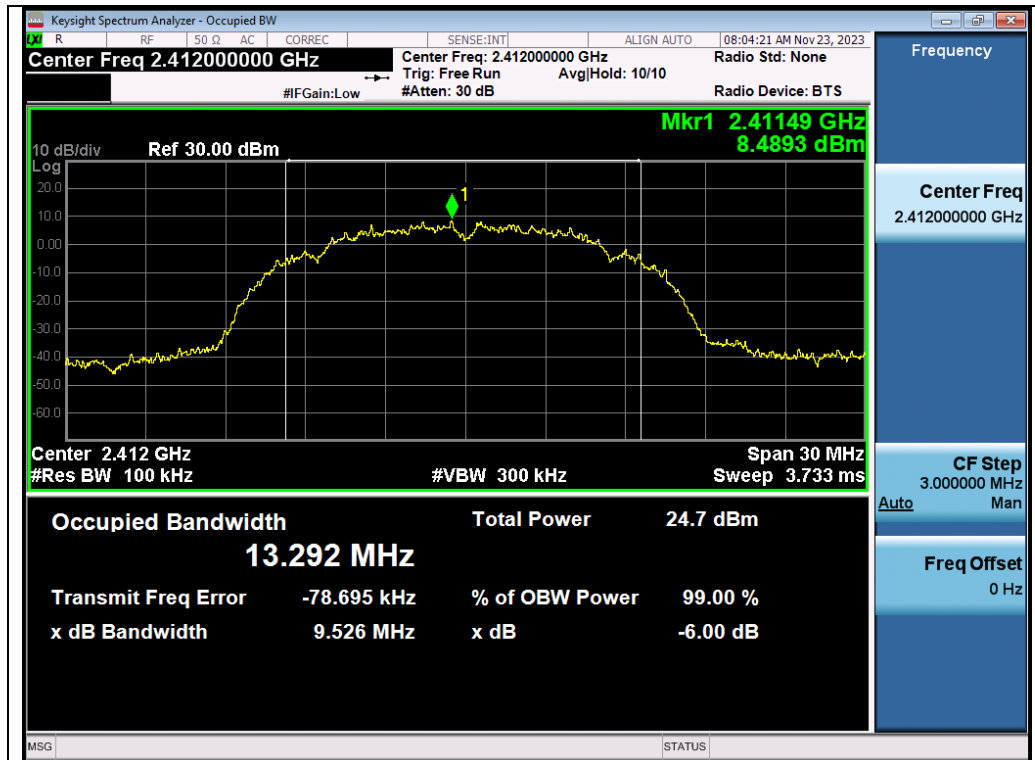 Keysight Spectrum Analyzer - Occupied BW
LXI R RF 50 Ω AC CORREC SENSE:INT ALIGN AUTO 08:04:21 AM Nov 23, 2023
Center Freq 2.412000000 GHz
Center Freq: 2.412000000 GHz Radio Std: None
Trig: Free Run Avg|Hold: 10/10
#IFGain:Low #Atten: 30 dB Radio Device: BTS
Mkr1 2.41149 GHz
8.4893 dBm
10 dB/div Ref 30.00 dBm
Log
20.0
10.0
0.00
-10.0
-20.0
-30.0
-40.0
-50.0
-60.0
1
Center 2.412 GHz Span 30 MHz
#Res BW 100 kHz #VBW 300 kHz Sweep 3.733 ms
Occupied Bandwidth Total Power 24.7 dBm
13.292 MHz
Transmit Freq Error -78.695 kHz % of OBW Power 99.00 %
x dB Bandwidth 9.526 MHz x dB -6.00 dB
MSG STATUS
Frequency
Center Freq
2.412000000 GHz
CF Step
3.000000 MHz
Auto Man
Freq Offset
0 Hz